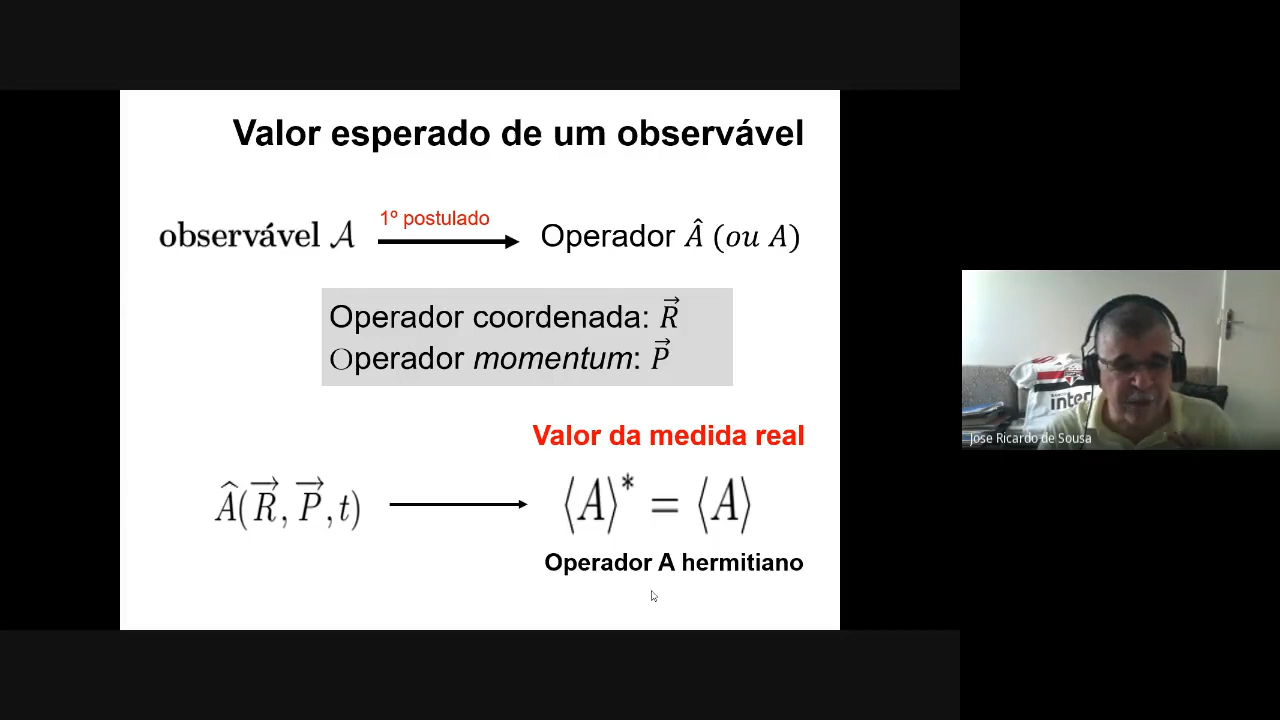 Valor esperado de um observável
1º postulado
observável 𝒜
Operador Â (ou A)
Operador coordenada: R⃗
Operador momentum: P⃗
Valor da medida real
Â(R⃗, P⃗, t)
⟨A⟩* = ⟨A⟩
Operador A hermitiano
inter
Jose Ricardo de Sousa